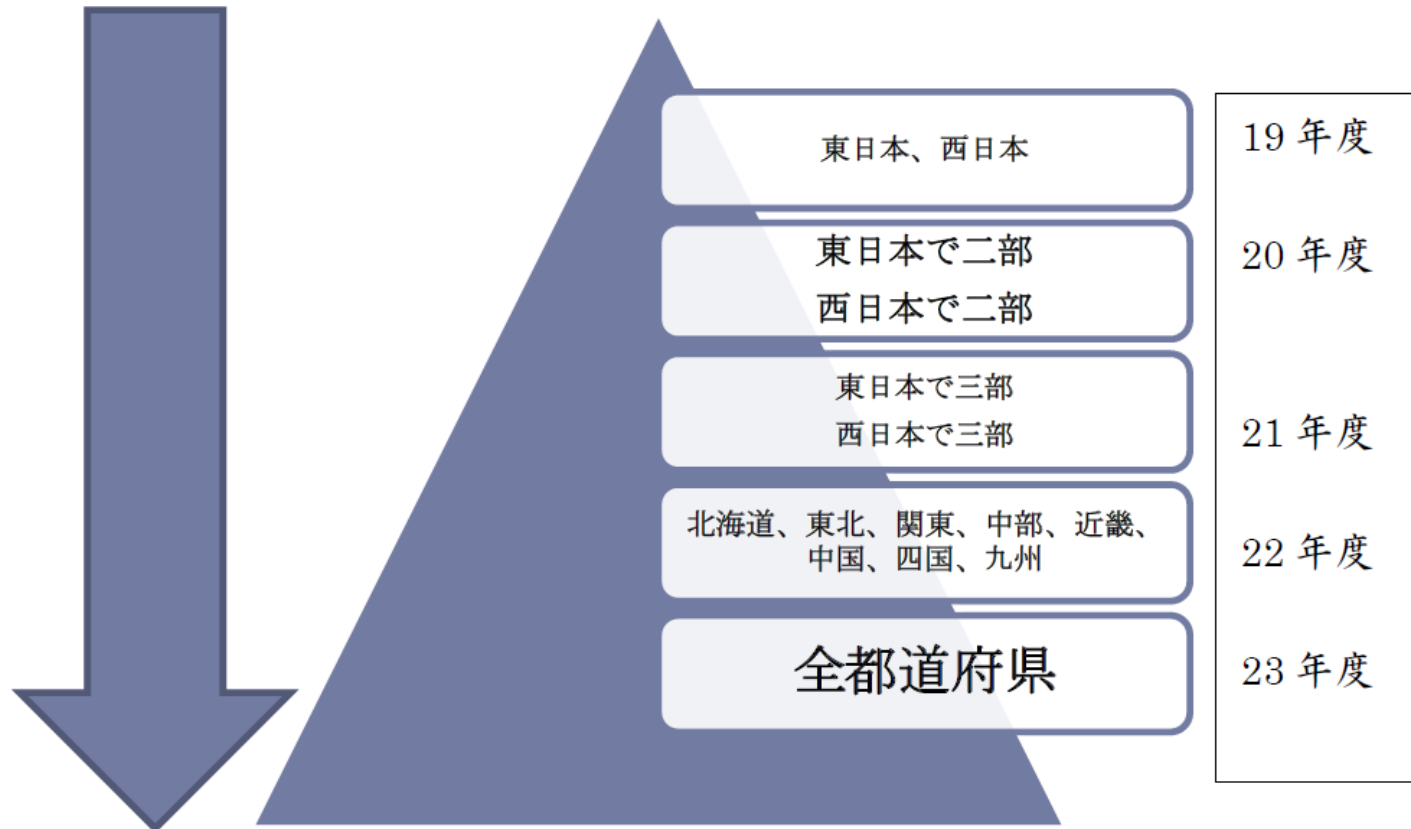 東日本、西日本
19 年度
東日本で二部
西日本で二部
20 年度
東日本で三部
西日本で三部
21 年度
北海道、東北、関東、中部、近畿、
中国、四国、九州
22 年度
全都道府県
23 年度